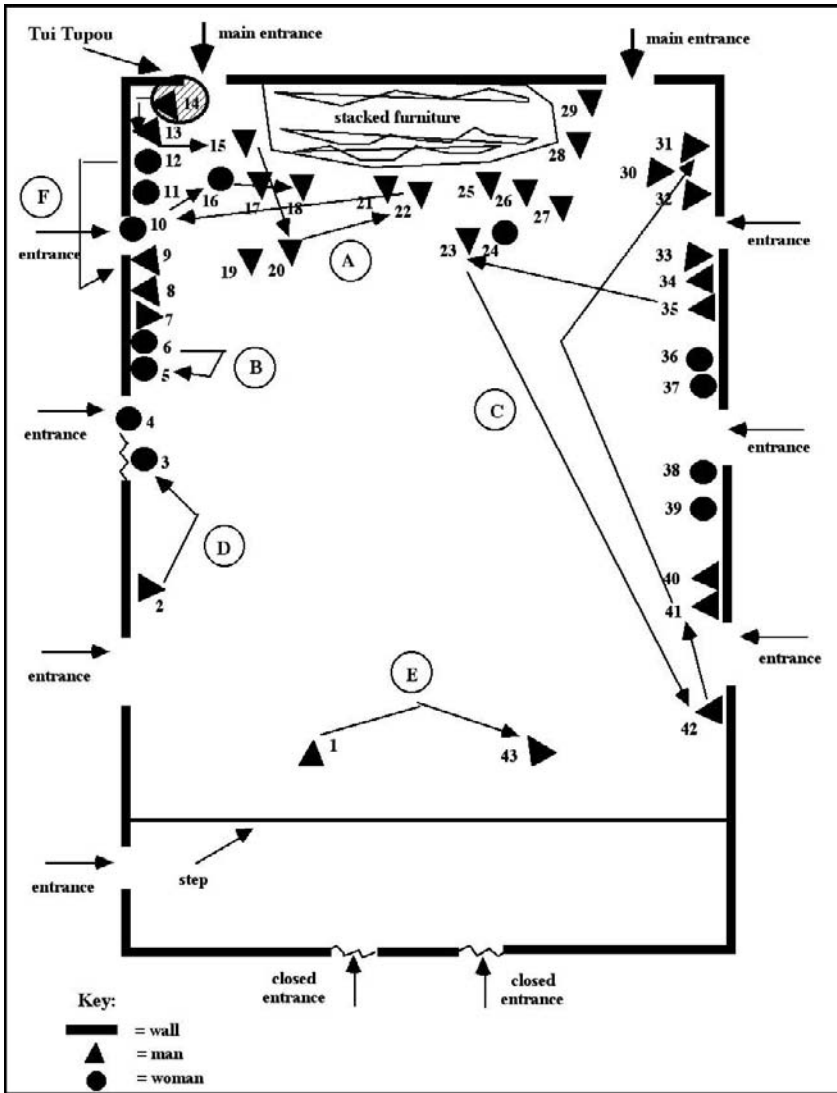 Tui Tupou
main entrance
main entrance
14
29
stacked furniture
13
15
28
31
12
30
F
11
16
17
18
21
22
25
26
27
32
10
entrance
entrance
9
A
23
24
33
19
20
34
8
35
7
6
B
36
5
37
C
4
entrance
entrance
3
38
39
D
40
2
41
entrance
entrance
E
42
1
43
entrance
step
closed
entrance
closed
entrance
Key:
= wall
= man
= woman